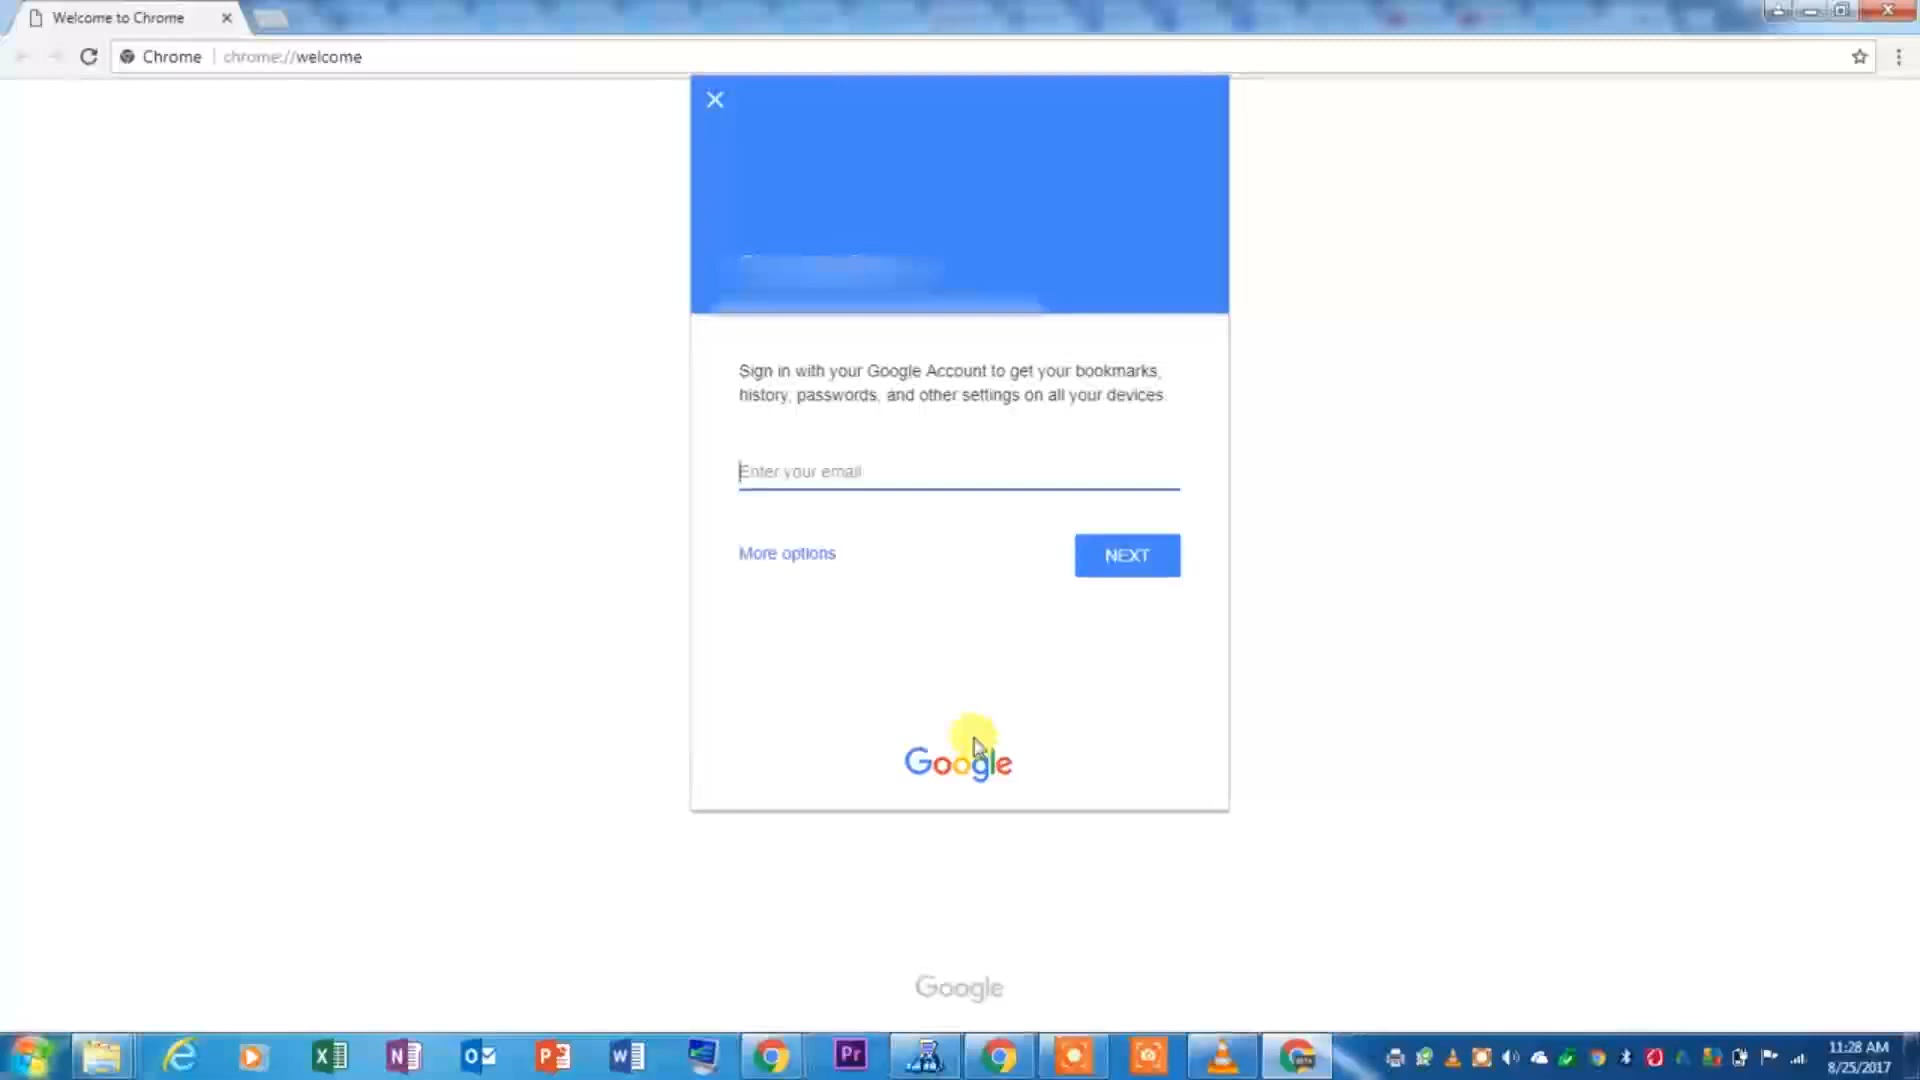 Welcome to Chrome
Chrome | chrome://welcome
Sign in with your Google Account to get your bookmarks,
history, passwords, and other settings on all your devices.
Enter your email
More options
NEXT
Google
Google
11:28 AM
8/25/2017